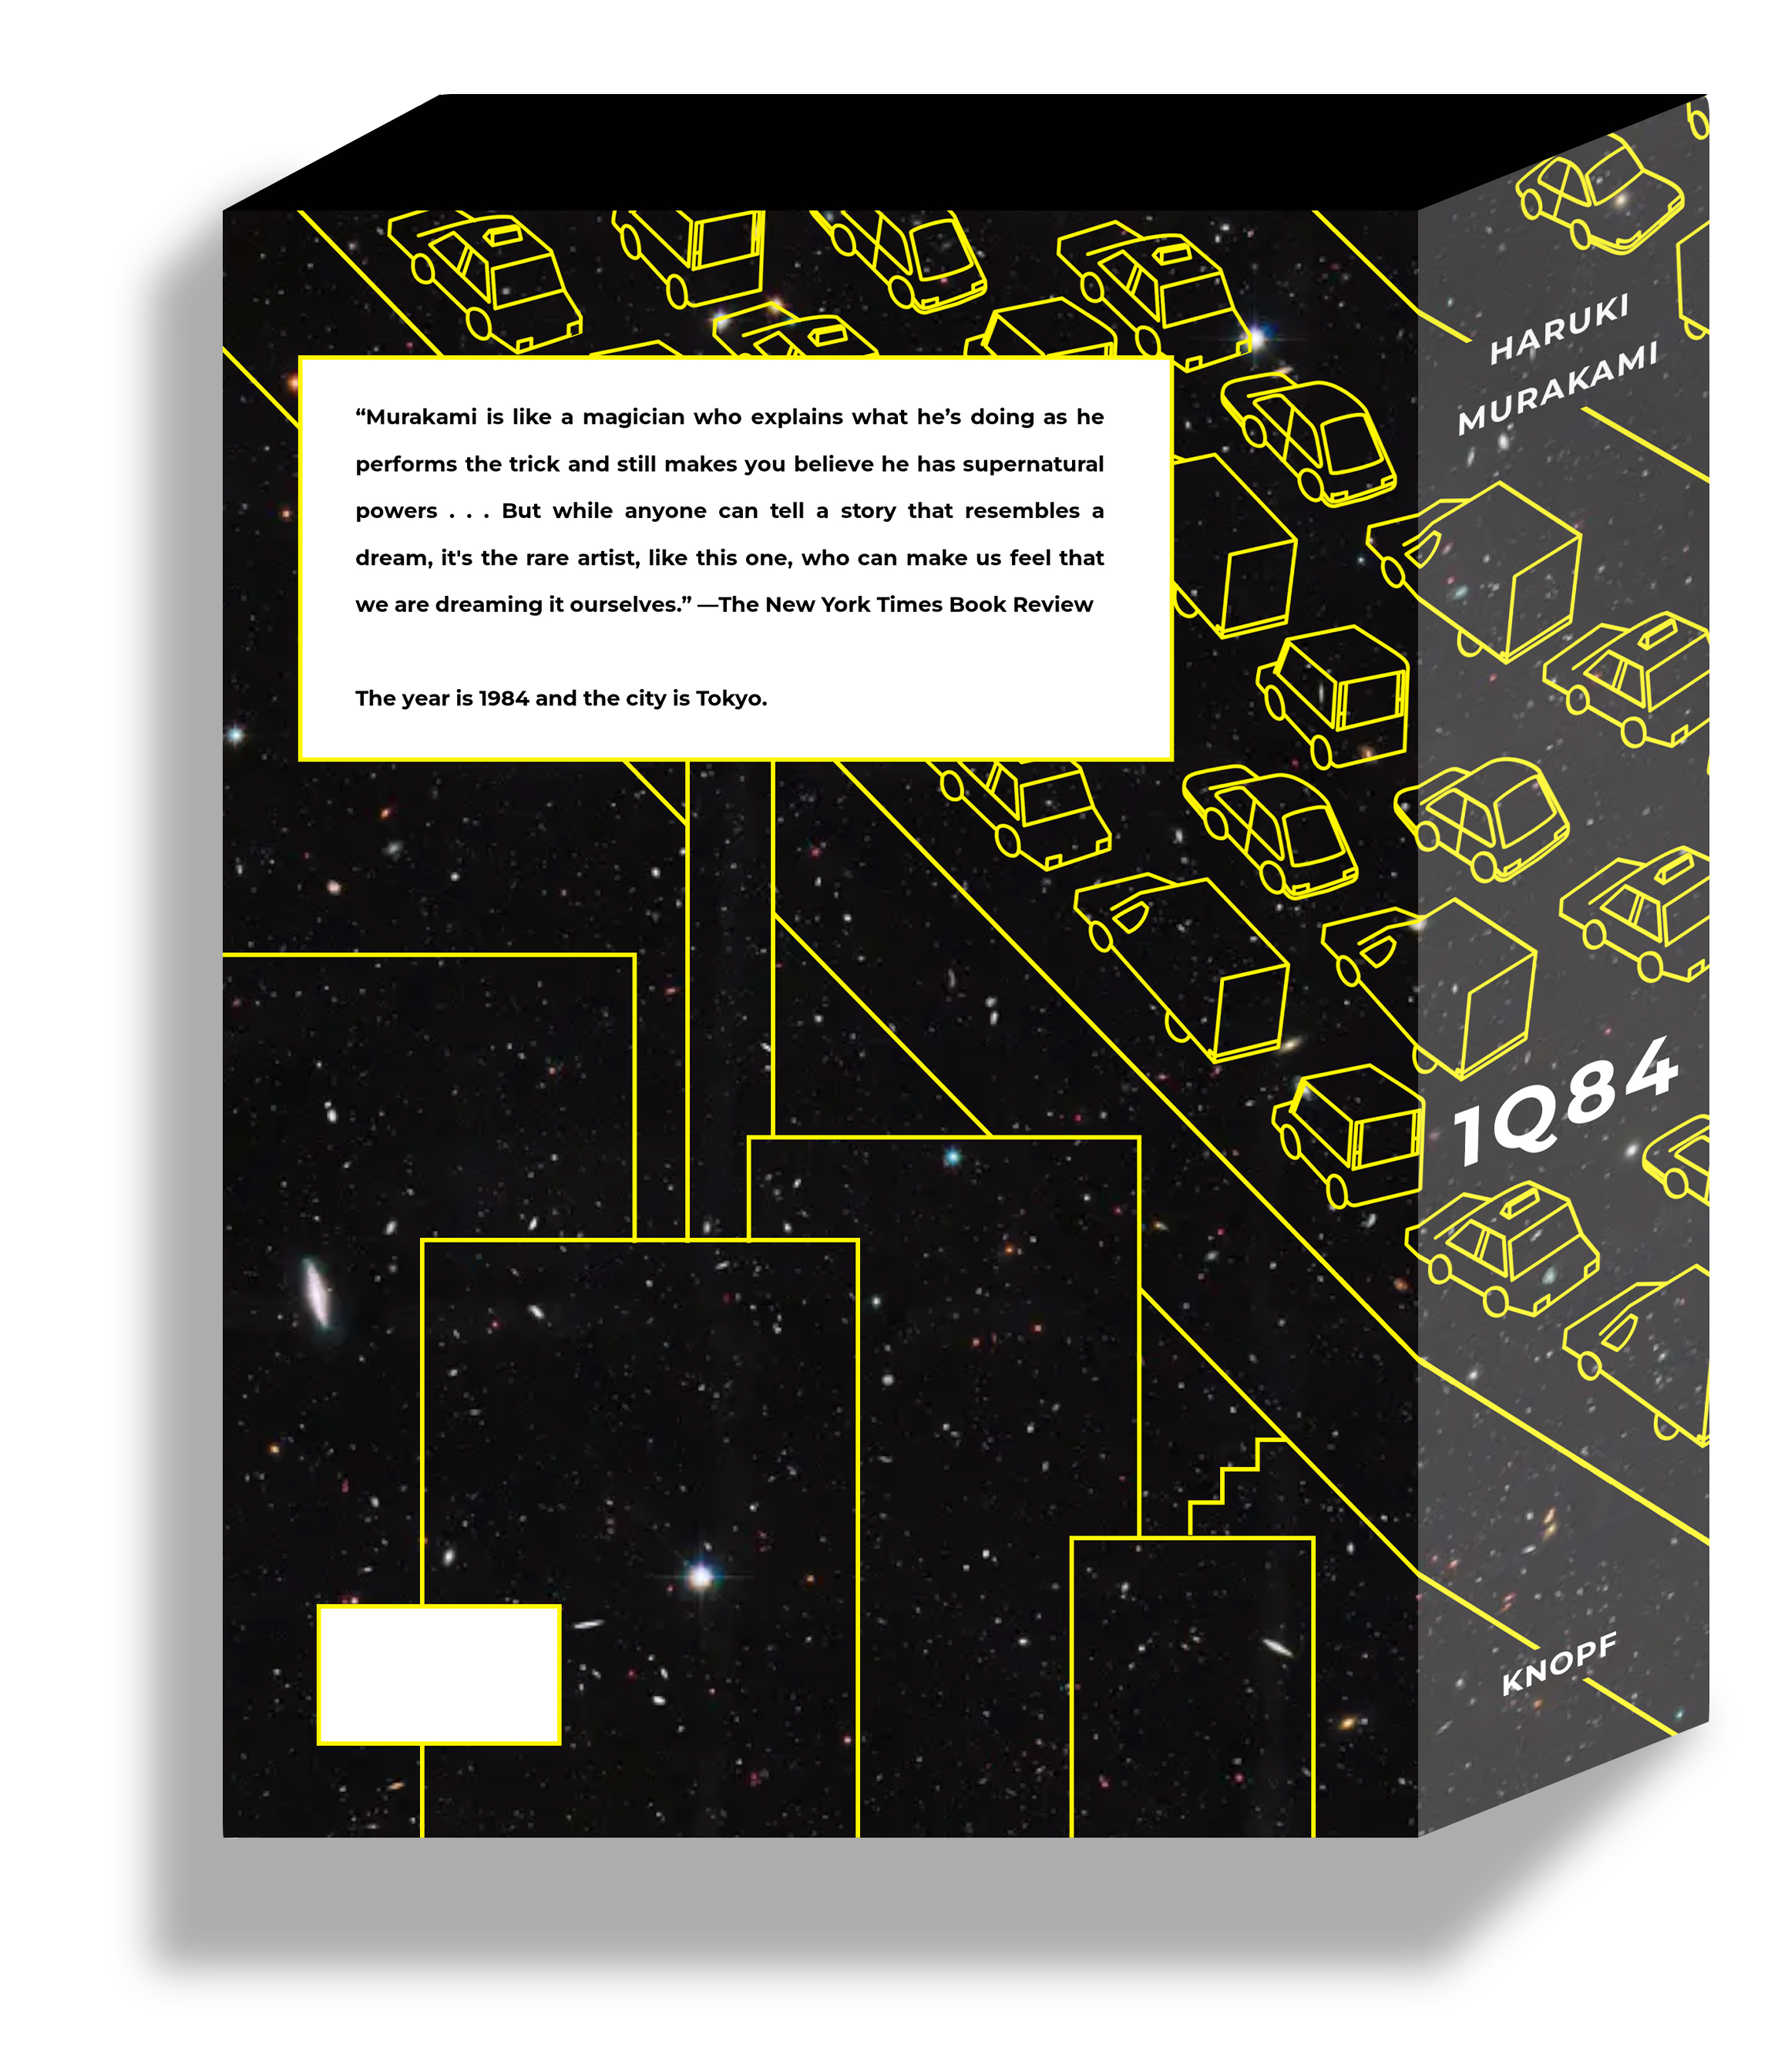 “Murakami is like a magician who explains what he’s doing as he
performs the trick and still makes you believe he has supernatural
powers . . . But while anyone can tell a story that resembles a
dream, it's the rare artist, like this one, who can make us feel that
we are dreaming it ourselves.” —The New York Times Book Review
The year is 1984 and the city is Tokyo.
HARUKI
MURAKAMI
1Q84
KNOPF